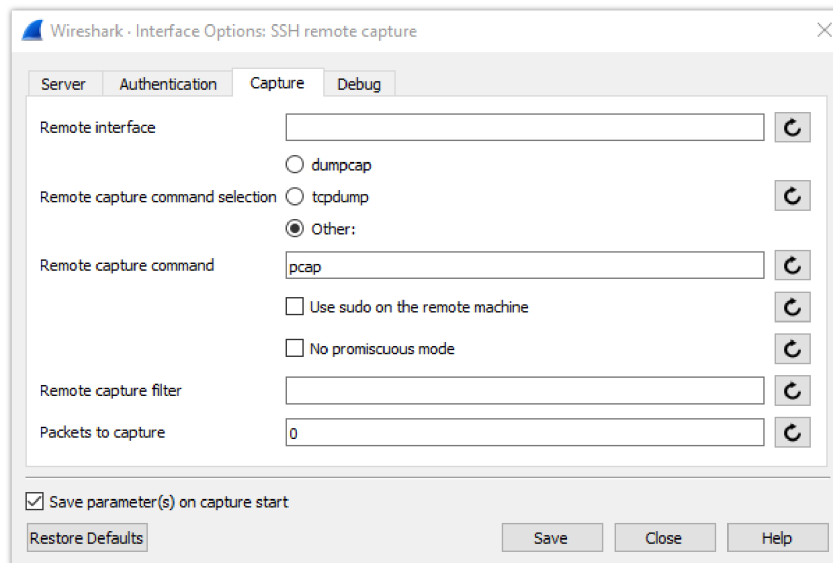 Wireshark · Interface Options: SSH remote capture
Server Authentication Capture Debug
Remote interface
dumpcap
Remote capture command selection tcpdump
Other:
Remote capture command pcap
Use sudo on the remote machine
No promiscuous mode
Remote capture filter
Packets to capture 0
Save parameter(s) on capture start
Restore Defaults Save Close Help